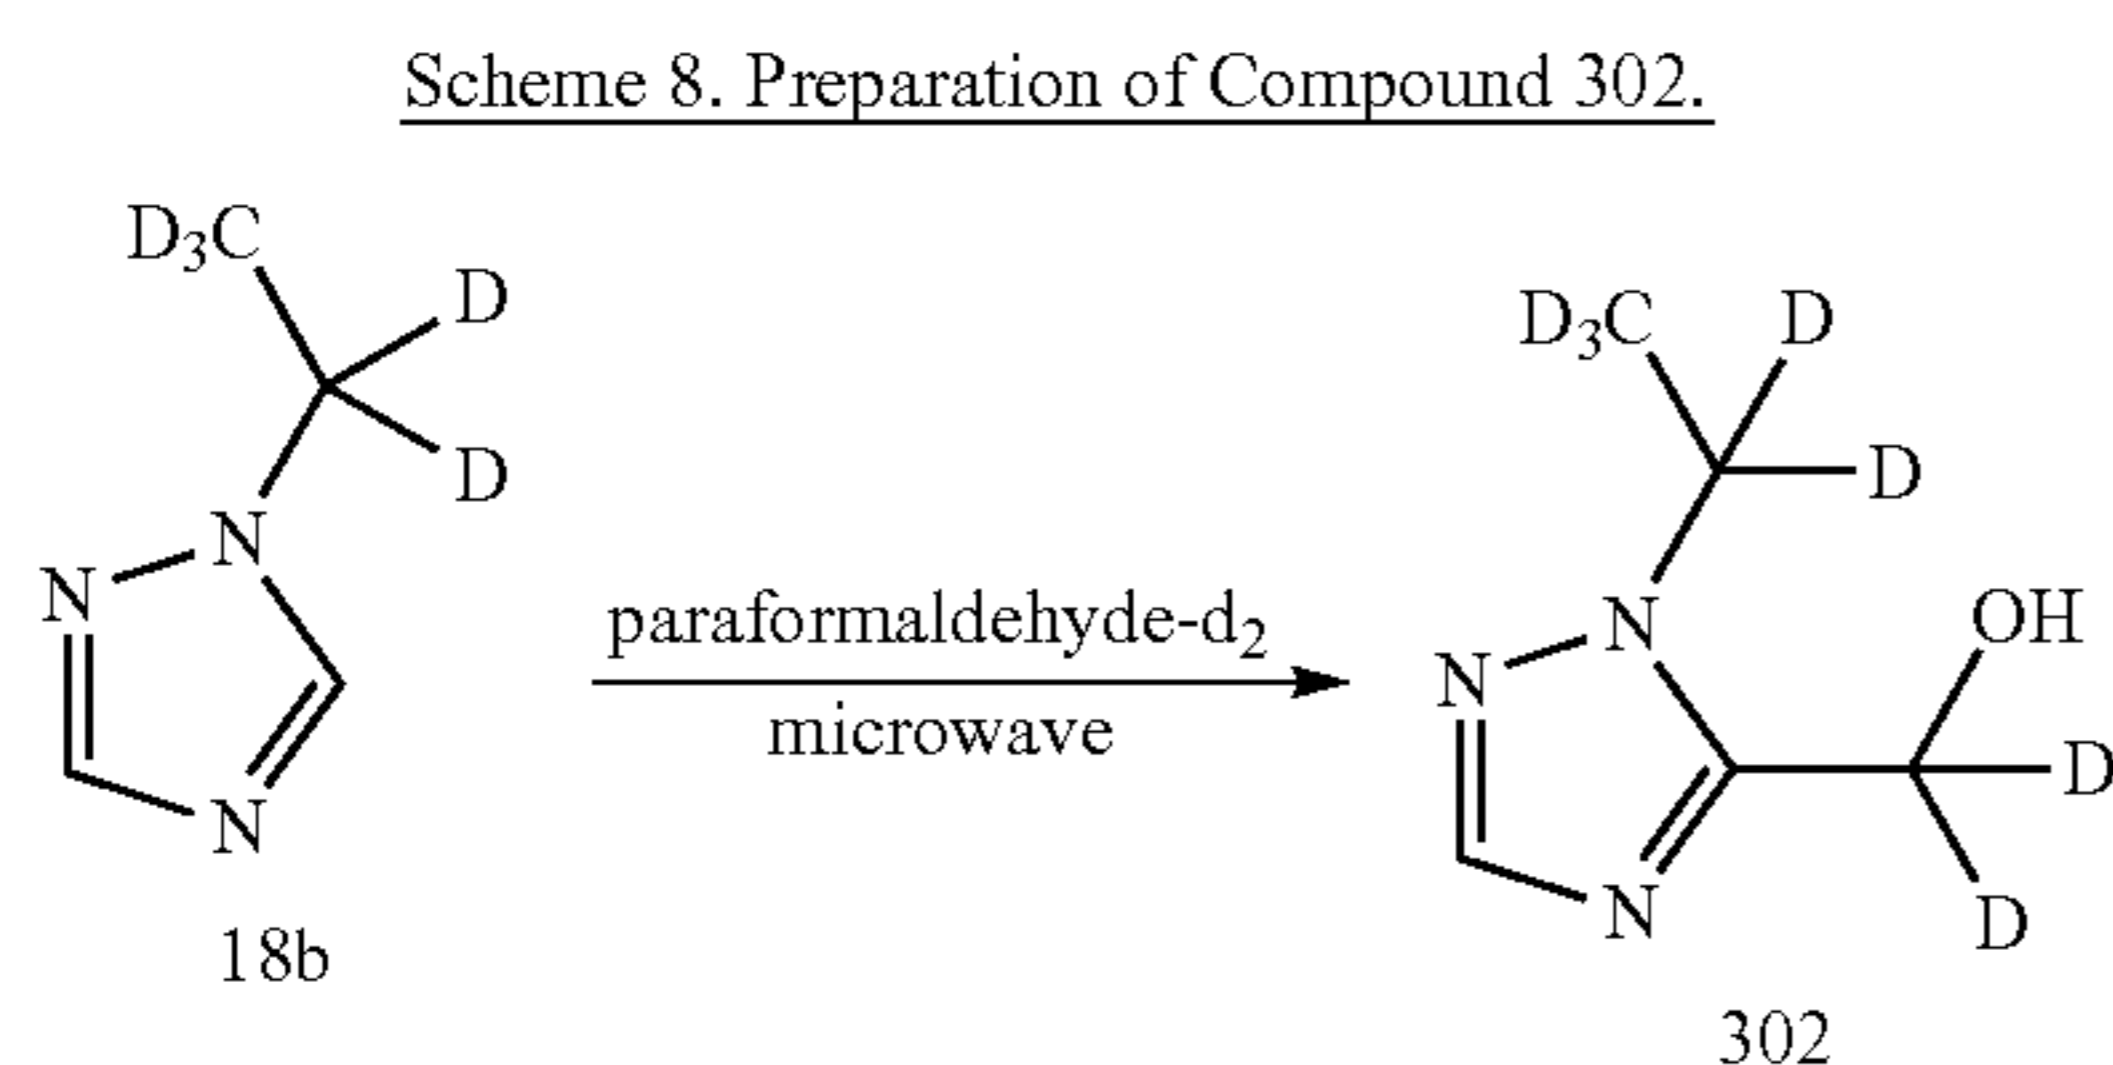 Scheme 8. Preparation of Compound 302.
D₃C
D
D
N
N
N
18b
paraformaldehyde-d₂
microwave
D₃C
D
D
N
N
N
OH
D
D
302